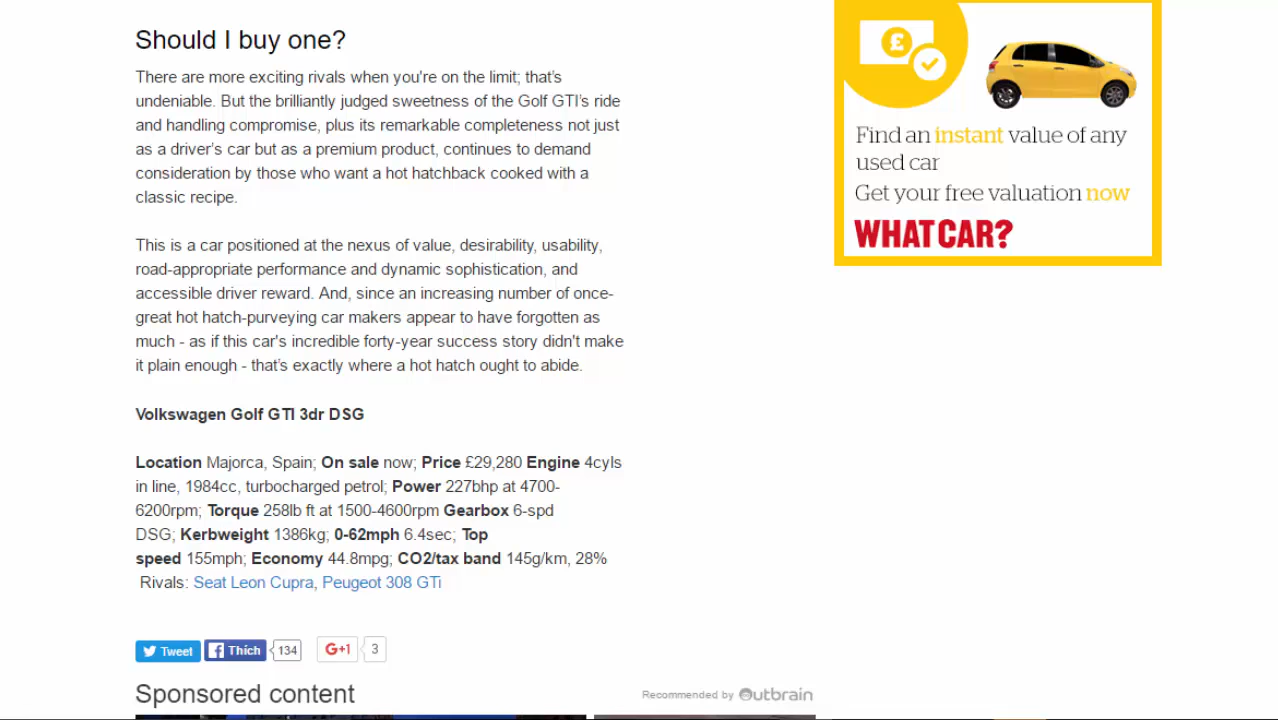 Should I buy one?
There are more exciting rivals when you're on the limit; that's
undeniable. But the brilliantly judged sweetness of the Golf GTI's ride
and handling compromise, plus its remarkable completeness not just
as a driver's car but as a premium product, continues to demand
consideration by those who want a hot hatchback cooked with a
classic recipe.
This is a car positioned at the nexus of value, desirability, usability,
road-appropriate performance and dynamic sophistication, and
accessible driver reward. And, since an increasing number of once-
great hot hatch-purveying car makers appear to have forgotten as
much - as if this car's incredible forty-year success story didn't make
it plain enough - that's exactly where a hot hatch ought to abide.
Volkswagen Golf GTI 3dr DSG
Location Majorca, Spain; On sale now; Price £29,280 Engine 4cyls
in line, 1984cc, turbocharged petrol; Power 227bhp at 4700-
6200rpm; Torque 258lb ft at 1500-4600rpm Gearbox 6-spd
DSG; Kerbweight 1386kg; 0-62mph 6.4sec; Top
speed 155mph; Economy 44.8mpg; CO2/tax band 145g/km, 28%
Rivals: Seat Leon Cupra, Peugeot 308 GTi
Tweet Thích 134 G+1 3
Sponsored content
Recommended by Outbrain
£
Find an instant value of any
used car
Get your free valuation now
WHAT CAR?